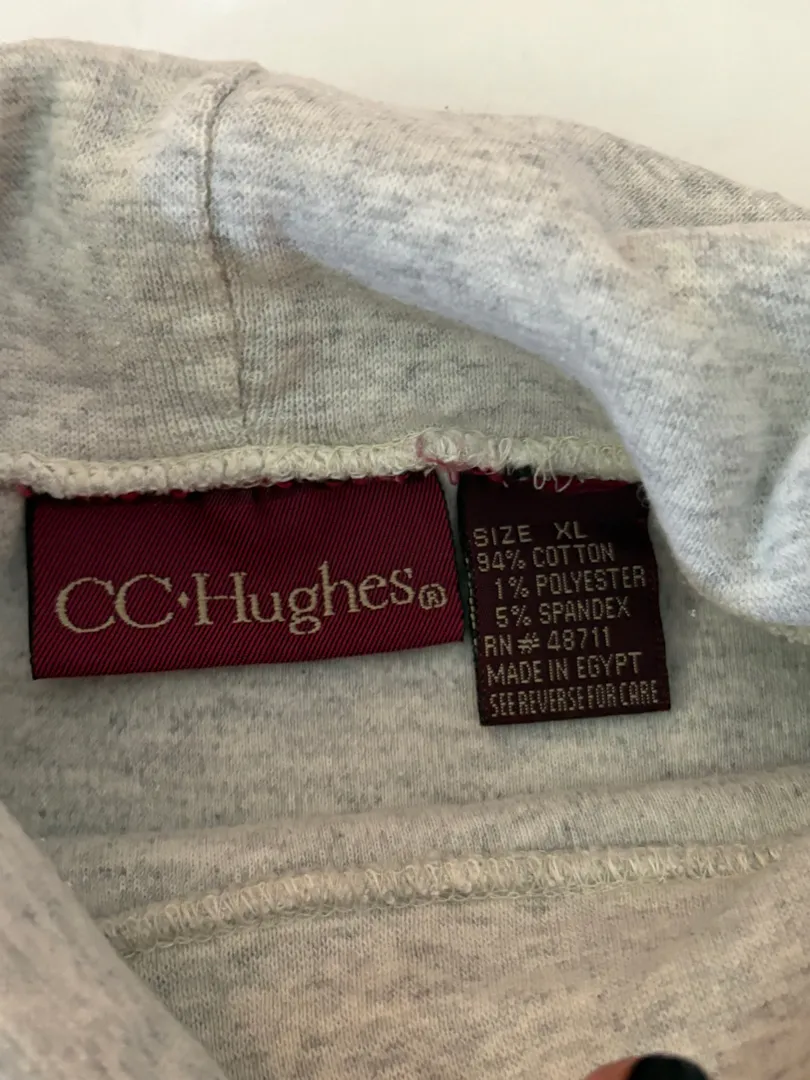 CC•Hughes®
SIZE XL
94% COTTON
1% POLYESTER
5% SPANDEX
RN # 48711
MADE IN EGYPT
SEE REVERSE FOR CARE